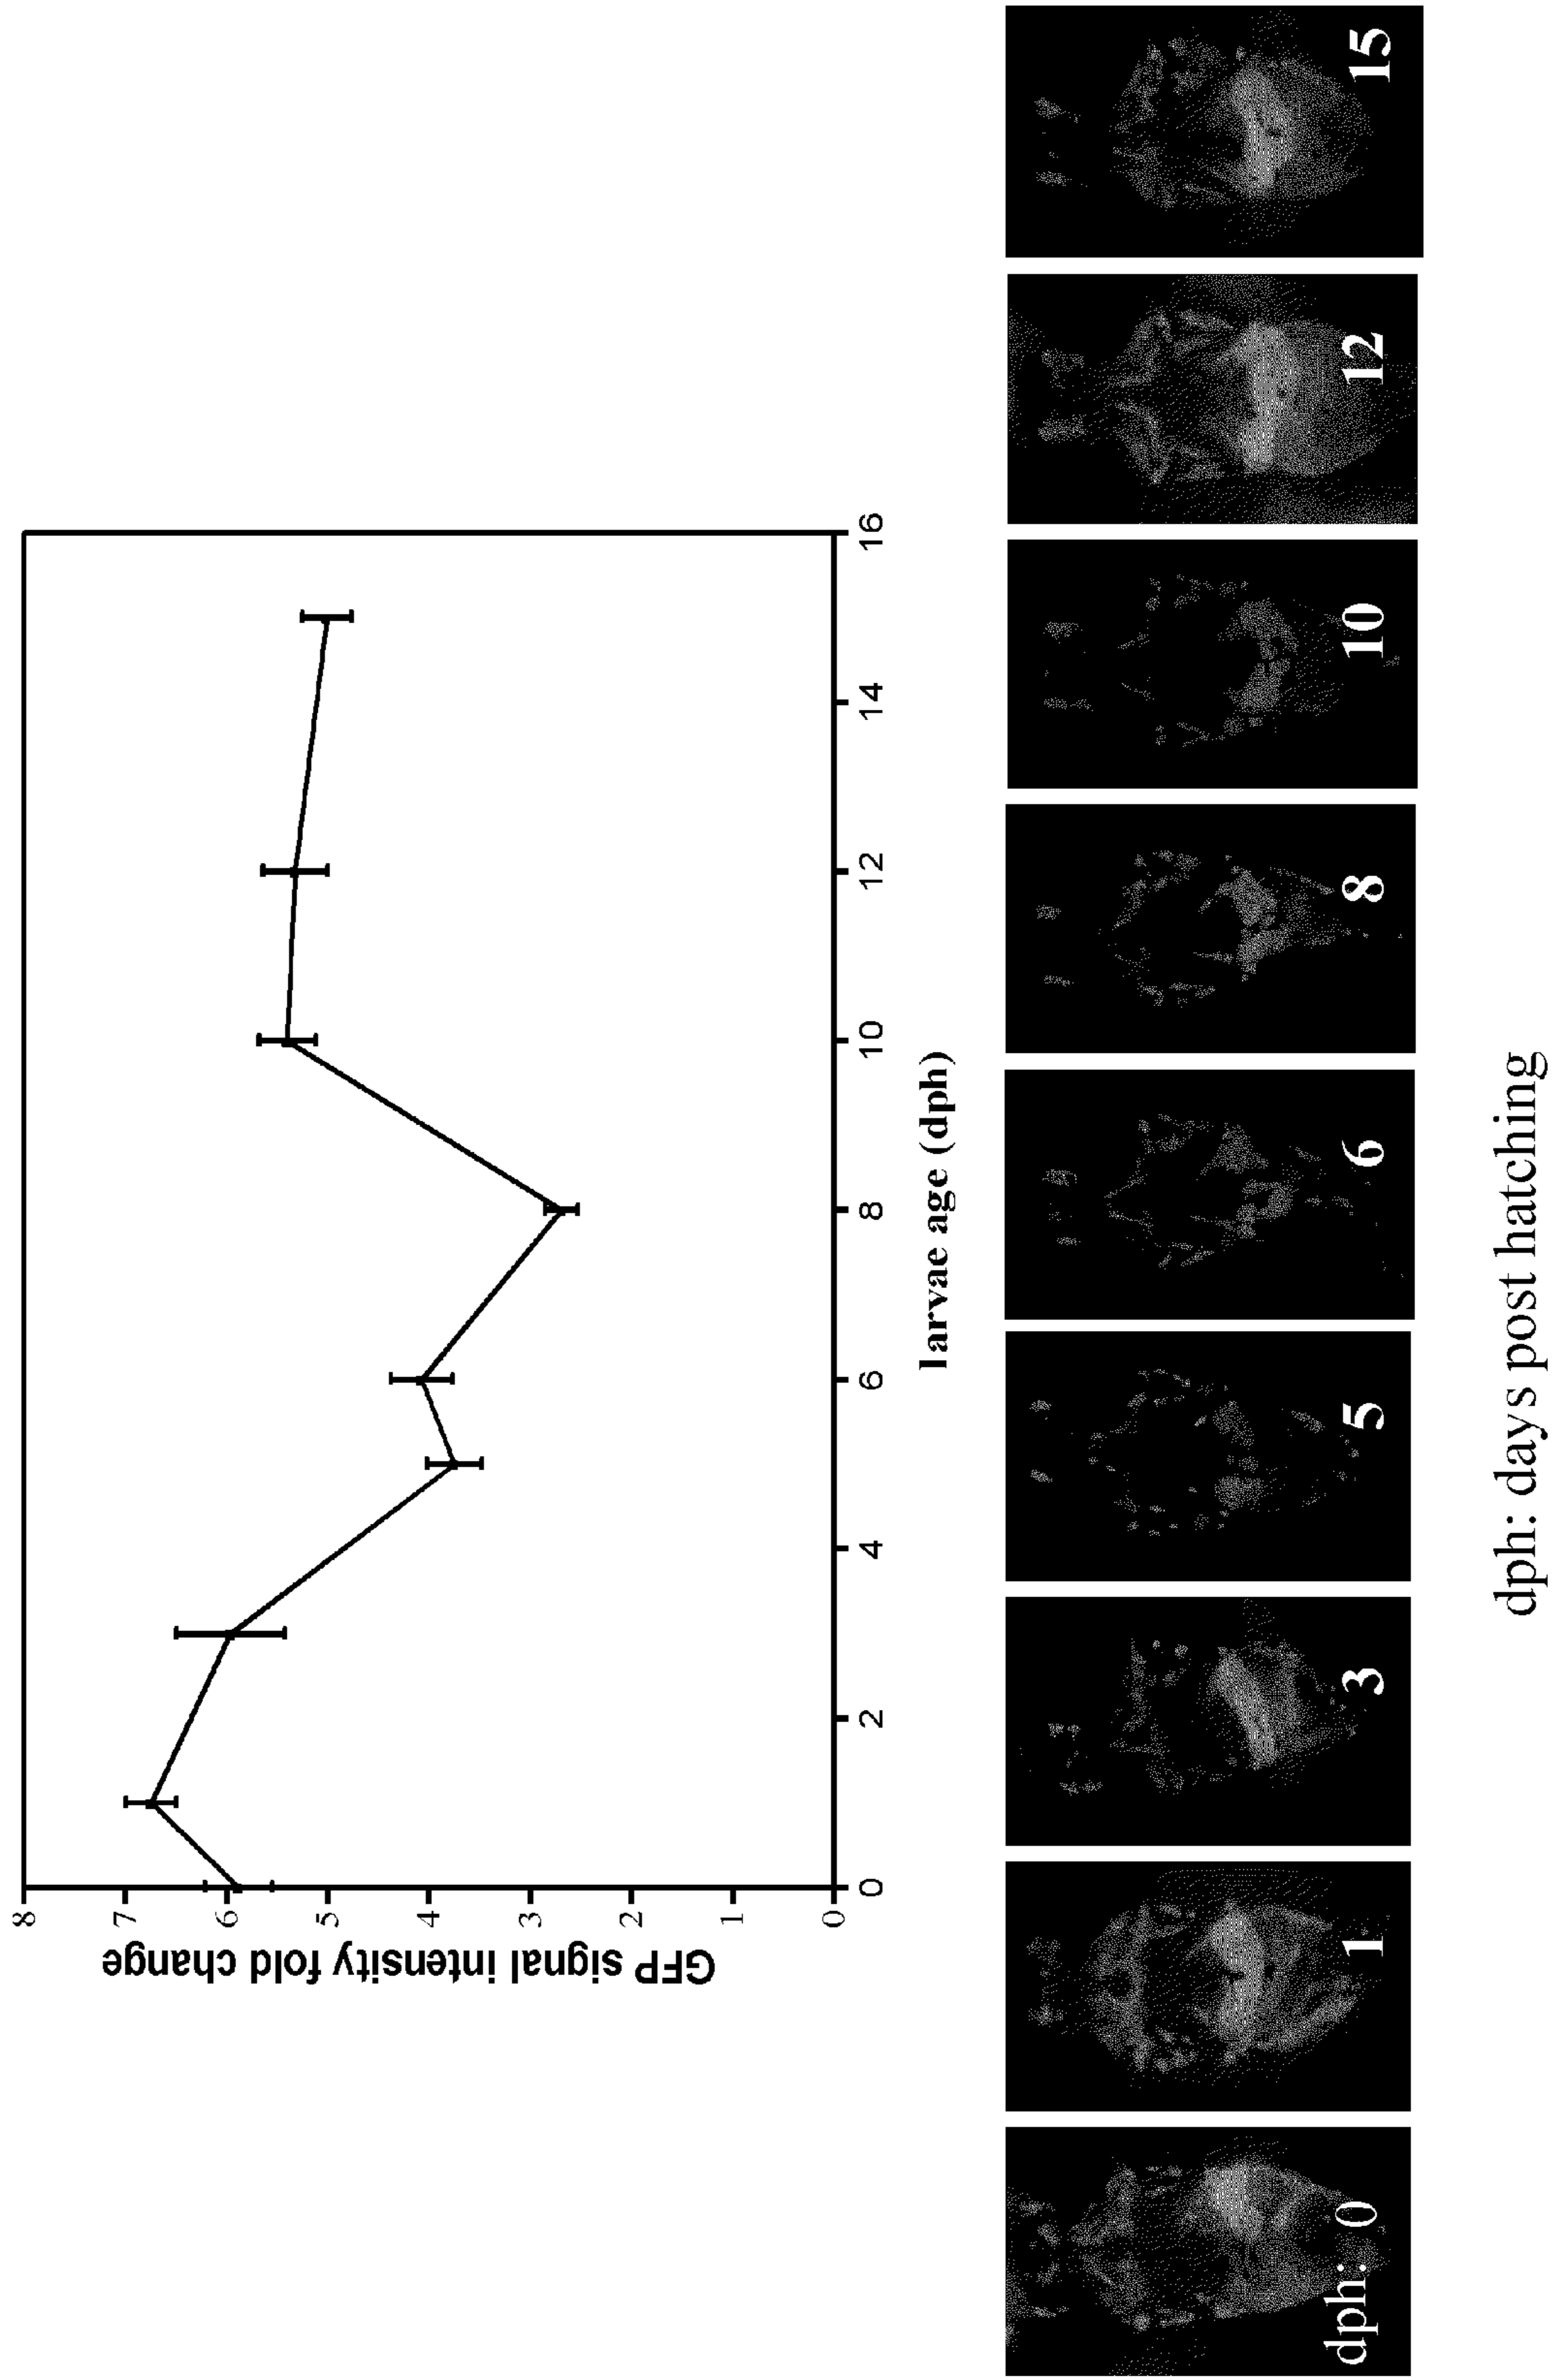 GFP signal intensity fold change
8
7
6
5
4
3
2
1
0
0 2 4 6 8 10 12 14 16
larvae age (dph)
dph: 0 1 3 5 6 8 10 12 15
dph: days post hatching